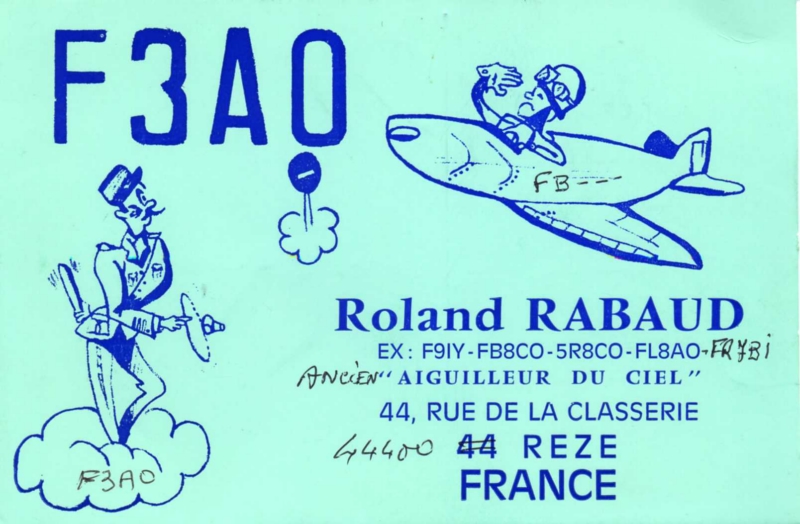 F3AO
FB---
Roland RABAUD
EX: F9IY-FB8CO-5R8CO-FL8AO-FR7BI
ANCIEN "AIGUILLEUR DU CIEL"
44, RUE DE LA CLASSERIE
44400 44 REZE
FRANCE
F3AO